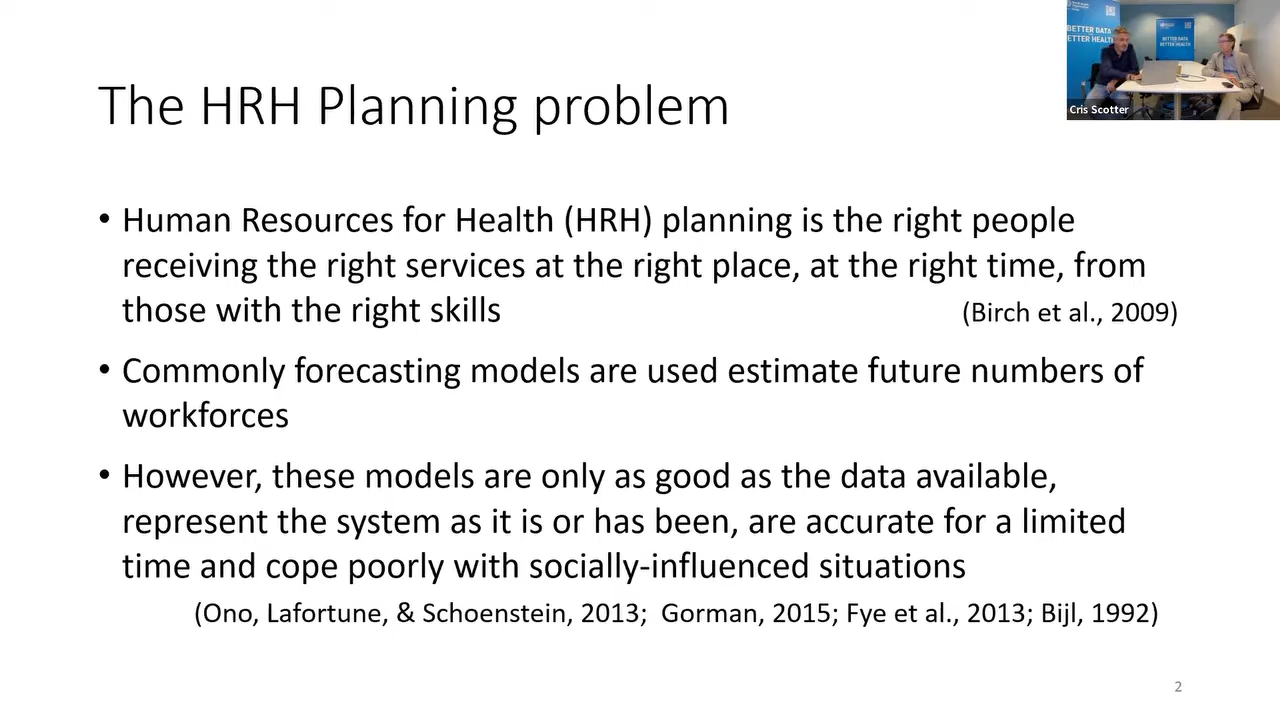 The HRH Planning problem
BETTER DATA
BETTER HEALTH
BETTER DATA
BETTER HEALTH
Cris Scotter
• Human Resources for Health (HRH) planning is the right people
receiving the right services at the right place, at the right time, from
those with the right skills (Birch et al., 2009)
• Commonly forecasting models are used estimate future numbers of
workforces
• However, these models are only as good as the data available,
represent the system as it is or has been, are accurate for a limited
time and cope poorly with socially-influenced situations
(Ono, Lafortune, & Schoenstein, 2013; Gorman, 2015; Fye et al., 2013; Bijl, 1992)
2